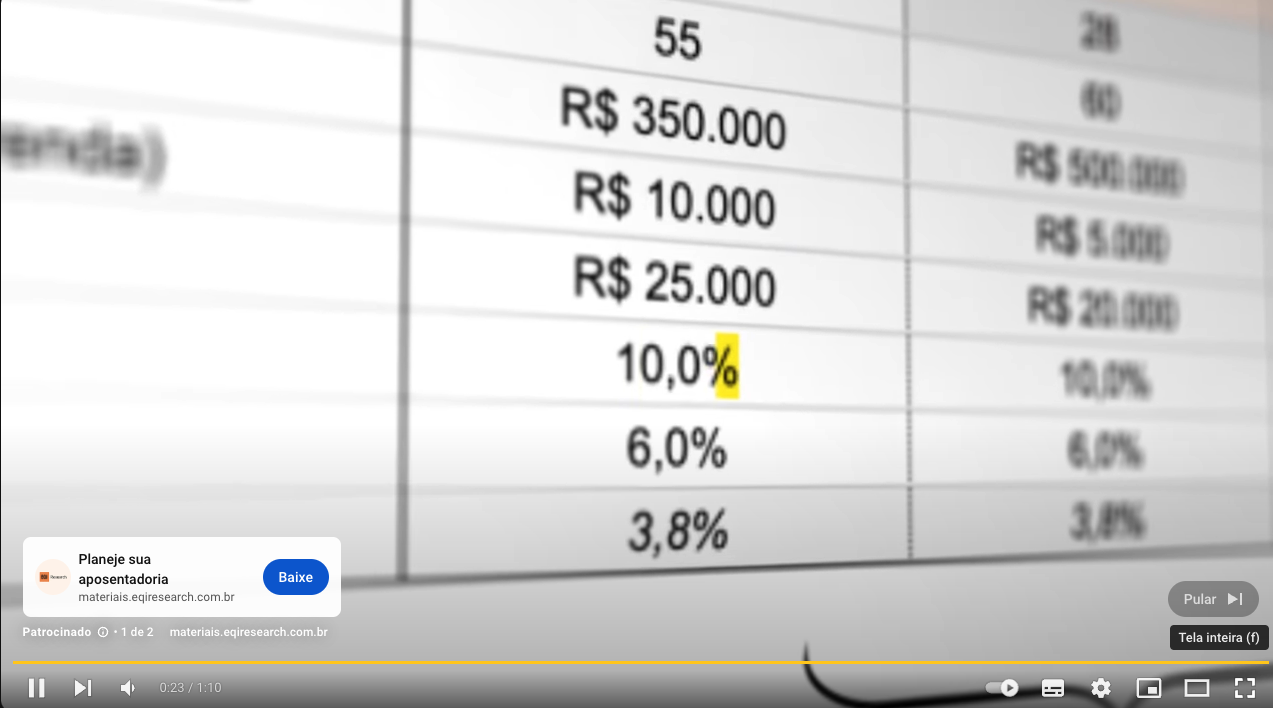 55
28
R$ 350.000
60
renda)
R$ 10.000
R$ 500.000
R$ 25.000
R$ 5.000
10,0%
R$ 20.000
6,0%
10,0%
3,8%
6,0%
3,8%
Planeje sua
aposentadoria
materiais.eqiresearch.com.br
Baixe
Patrocinado • 1 de 2 materiais.eqiresearch.com.br
Pular
Tela inteira (f)
0:23 / 1:10